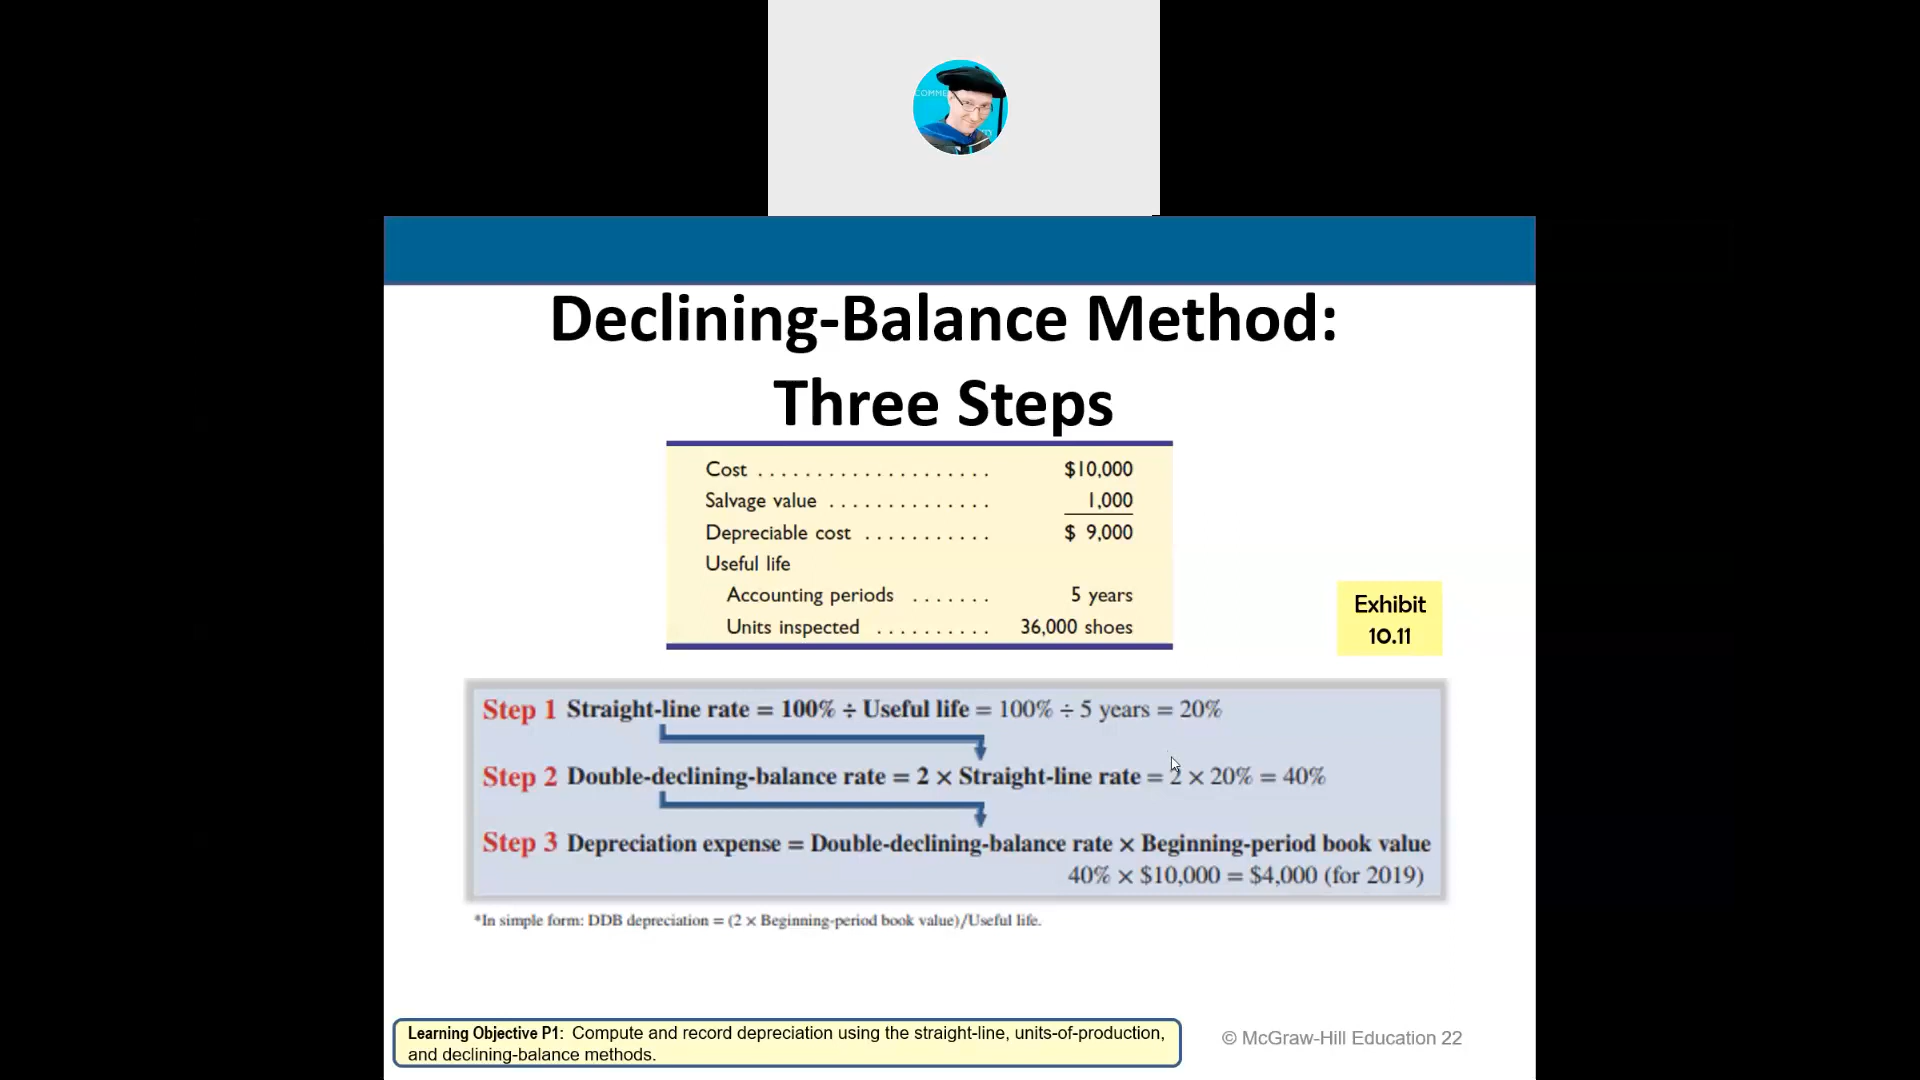 COMME
Declining-Balance Method:
Three Steps
Cost . . . . . . . . . . . . . . . . . . . . $10,000
Salvage value . . . . . . . . . . . . . . 1,000
Depreciable cost . . . . . . . . . . . $ 9,000
Useful life
Accounting periods . . . . . . . 5 years
Units inspected . . . . . . . . . . 36,000 shoes
Exhibit
10.11
Step 1 Straight-line rate = 100% ÷ Useful life = 100% ÷ 5 years = 20%
Step 2 Double-declining-balance rate = 2 × Straight-line rate = 2 × 20% = 40%
Step 3 Depreciation expense = Double-declining-balance rate × Beginning-period book value
40% × $10,000 = $4,000 (for 2019)
*In simple form: DDB depreciation = (2 × Beginning-period book value)/Useful life.
Learning Objective P1: Compute and record depreciation using the straight-line, units-of-production,
and declining-balance methods.
© McGraw-Hill Education 22